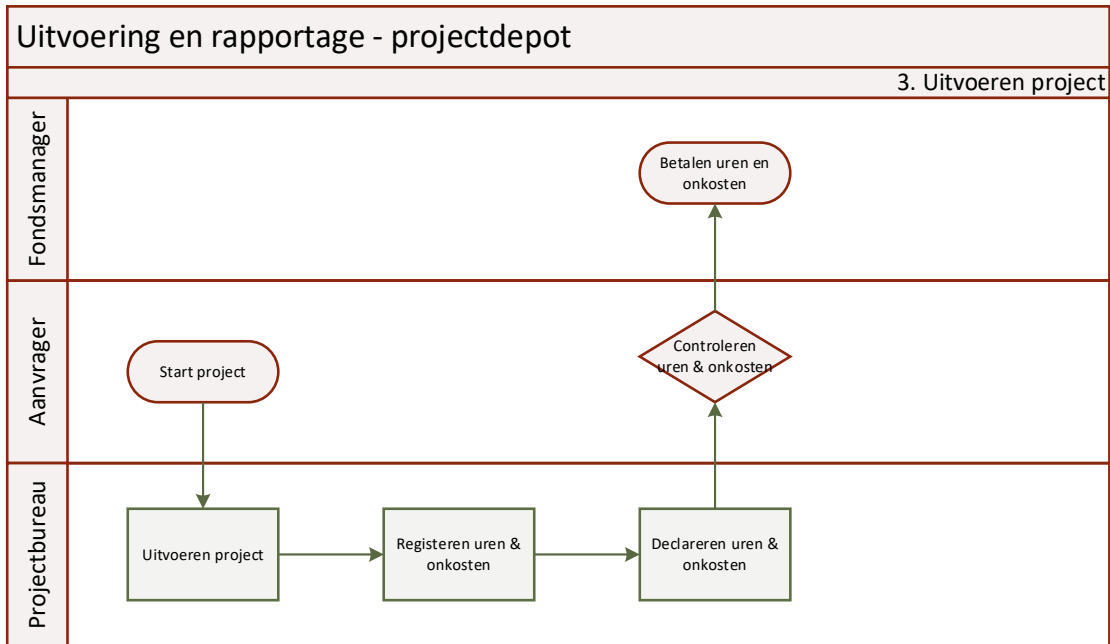 Uitvoering en rapportage - projectdepot
3. Uitvoeren project
Fondsmanager
Betalen uren en
onkosten
Aanvrager
Start project
Controleren
uren & onkosten
Projectbureau
Uitvoeren project
Registeren uren &
onkosten
Declareren uren &
onkosten